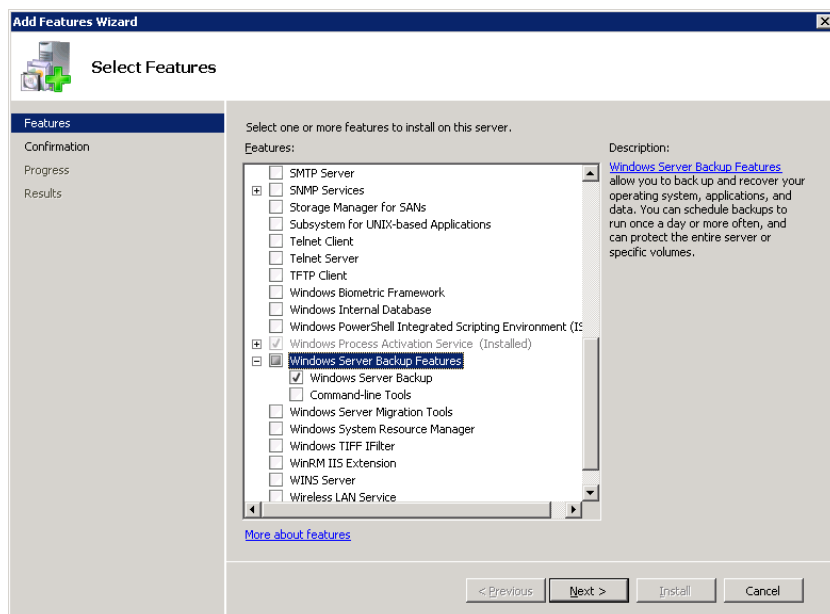 Add Features Wizard
Select Features
Features
Confirmation
Progress
Results
Select one or more features to install on this server.
Features:
SMTP Server
SNMP Services
Storage Manager for SANs
Subsystem for UNIX-based Applications
Telnet Client
Telnet Server
TFTP Client
Windows Biometric Framework
Windows Internal Database
Windows PowerShell Integrated Scripting Environment (IS
Windows Process Activation Service (Installed)
Windows Server Backup Features
Windows Server Backup
Command-line Tools
Windows Server Migration Tools
Windows System Resource Manager
Windows TIFF IFilter
WinRM IIS Extension
WINS Server
Wireless LAN Service
More about features
Description:
Windows Server Backup Features
allow you to back up and recover your
operating system, applications, and
data. You can schedule backups to
run once a day or more often, and
can protect the entire server or
specific volumes.
< Previous
Next >
Install
Cancel